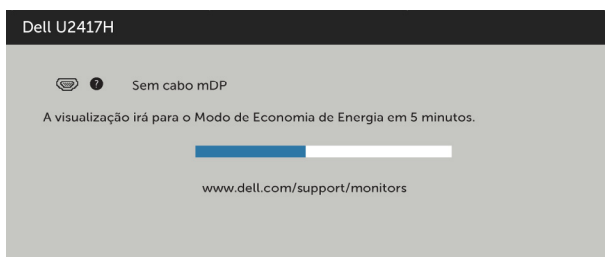 Dell U2417H
? Sem cabo mDP
A visualização irá para o Modo de Economia de Energia em 5 minutos.
www.dell.com/support/monitors